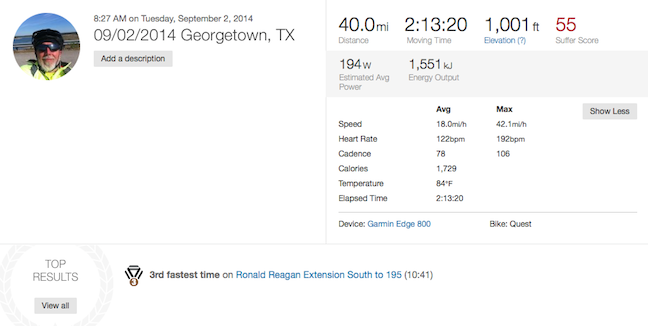 8:27 AM on Tuesday, September 2, 2014
09/02/2014 Georgetown, TX
Add a description
40.0mi 2:13:20 1,001 ft 55
Distance Moving Time Elevation (?) Suffer Score
194W 1,551kJ
Estimated Avg Power Energy Output
Avg Max
Show Less
Speed 18.0mi/h 42.1mi/h
Heart Rate 122bpm 192bpm
Cadence 78 106
Calories 1,729
Temperature 84°F
Elapsed Time 2:13:20
Device: Garmin Edge 800 Bike: Quest
TOP
RESULTS
View all
3
3rd fastest time on Ronald Reagan Extension South to 195 (10:41)